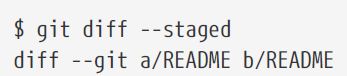 $ git diff --staged
diff --git a/README b/README